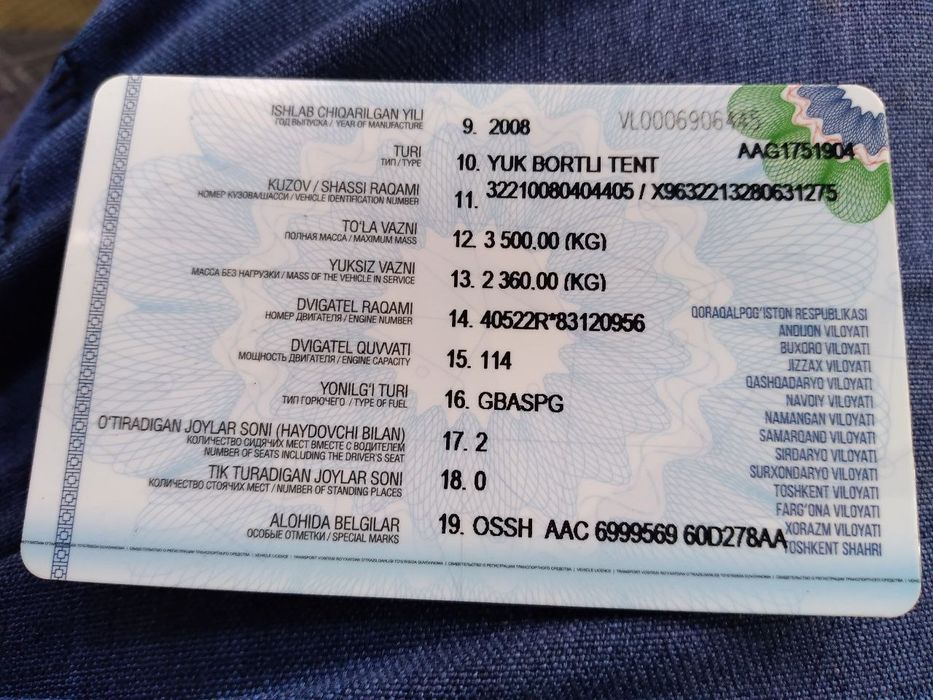 ISHLAB CHIQARILGAN YILI
ГОД ВЫПУСКА / YEAR OF MANUFACTURE
9. 2008
VL0006906445
AAG1751904
TURI
ТИП / TYPE
10. YUK BORTLI TENT
KUZOV / SHASSI RAQAMI
НОМЕР КУЗОВА/ШАССИ / VEHICLE IDENTIFICATION NUMBER
11. 32210080404405 / X9632213280631275
TO'LA VAZNI
ПОЛНАЯ МАССА / MAXIMUM MASS
12. 3 500.00 (KG)
YUKSIZ VAZNI
МАССА БЕЗ НАГРУЗКИ / MASS OF THE VEHICLE IN SERVICE
13. 2 360.00 (KG)
DVIGATEL RAQAMI
НОМЕР ДВИГАТЕЛЯ / ENGINE NUMBER
14. 40522R*83120956
DVIGATEL QUVVATI
МОЩНОСТЬ ДВИГАТЕЛЯ / ENGINE CAPACITY
15. 114
YONILG'I TURI
ТИП ГОРЮЧЕГО / TYPE OF FUEL
16. GBASPG
O'TIRADIGAN JOYLAR SONI (HAYDOVCHI BILAN)
КОЛИЧЕСТВО СИДЯЧИХ МЕСТ ВМЕСТЕ С ВОДИТЕЛЕМ
NUMBER OF SEATS INCLUDING THE DRIVER'S SEAT
17. 2
TIK TURADIGAN JOYLAR SONI
КОЛИЧЕСТВО СТОЯЧИХ МЕСТ / NUMBER OF STANDING PLACES
18. 0
ALOHIDA BELGILAR
ОСОБЫЕ ОТМЕТКИ / SPECIAL MARKS
19. OSSH AAC 6999569 60D278AA
QORAQALPOG'ISTON RESPUBLIKASI
ANDIJON VILOYATI
BUXORO VILOYATI
JIZZAX VILOYATI
QASHQADARYO VILOYATI
NAVOIY VILOYATI
NAMANGAN VILOYATI
SAMARQAND VILOYATI
SIRDARYO VILOYATI
SURXONDARYO VILOYATI
TOSHKENT VILOYATI
FARG'ONA VILOYATI
XORAZM VILOYATI
TOSHKENT SHAHRI